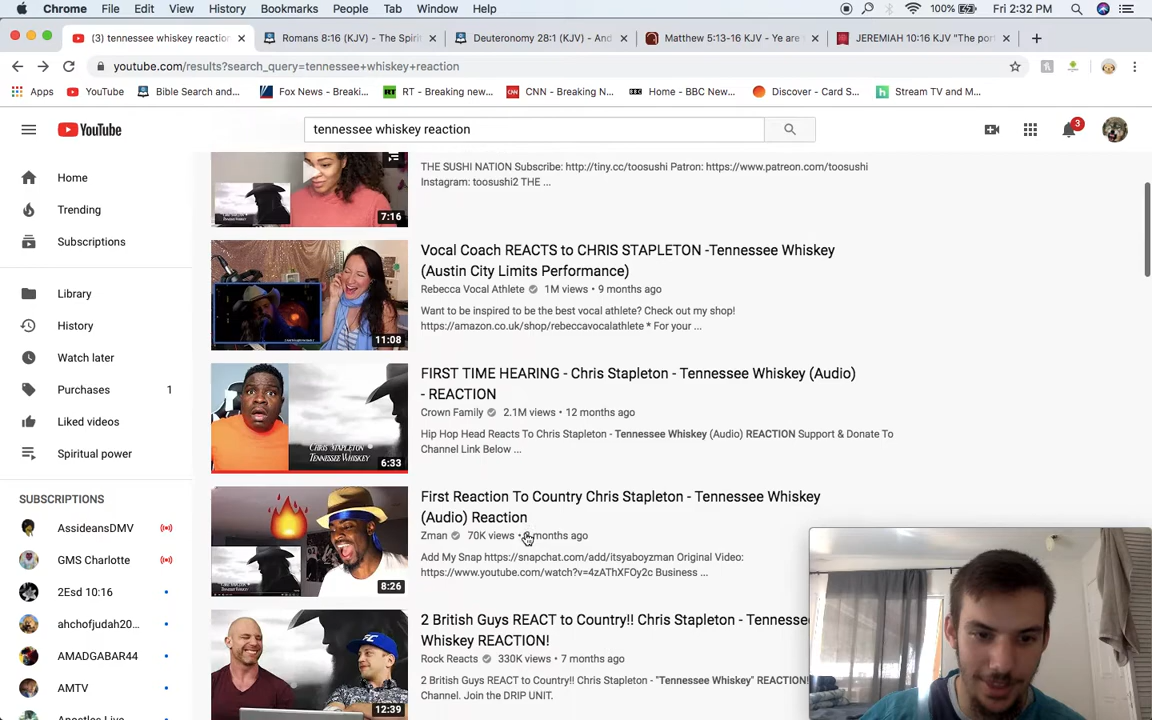 Chrome File Edit View History Bookmarks People Tab Window Help 100% Fri 2:32 PM
(3) tennessee whiskey reaction Romans 8:16 (KJV) - The Spiri Deuteronomy 28:1 (KJV) - And Matthew 5:13-16 KJV - Ye are JEREMIAH 10:16 KJV "The por
youtube.com/results?search_query=tennessee+whiskey+reaction
Apps YouTube Bible Search and... Fox News - Breaki... RT - Breaking new... CNN - Breaking N... Home - BBC New... Discover - Card S... Stream TV and M...
YouTube tennessee whiskey reaction 3
Home
Trending
Subscriptions
Library
History
Watch later
Purchases 1
Liked videos
Spiritual power
SUBSCRIPTIONS
AssideansDMV
GMS Charlotte
2Esd 10:16
ahchofjudah20...
AMADGABAR44
AMTV
THE SUSHI NATION Subscribe: http://tiny.cc/toosushi Patron: https://www.patreon.com/toosushi
Instagram: toosushi2 THE ...
7:16
Vocal Coach REACTS to CHRIS STAPLETON -Tennessee Whiskey
(Austin City Limits Performance)
Rebecca Vocal Athlete 1M views • 9 months ago
Want to be inspired to be the best vocal athlete? Check out my shop!
https://amazon.co.uk/shop/rebeccavocalathlete * For your ...
11:08
FIRST TIME HEARING - Chris Stapleton - Tennessee Whiskey (Audio)
- REACTION
Crown Family 2.1M views • 12 months ago
Hip Hop Head Reacts To Chris Stapleton - Tennessee Whiskey (Audio) REACTION Support & Donate To
Channel Link Below ...
CHRIS STAPLETON
TENNESSEE WHISKEY
6:33
First Reaction To Country Chris Stapleton - Tennessee Whiskey
(Audio) Reaction
Zman 70K views • months ago
Add My Snap https://snapchat.com/add/itsyaboyzman Original Video:
https://www.youtube.com/watch?v=4zAThXFOy2c Business ...
8:26
2 British Guys REACT to Country!! Chris Stapleton - Tennesse
Whiskey REACTION!
Rock Reacts 330K views • 7 months ago
2 British Guys REACT to Country!! Chris Stapleton - "Tennessee Whiskey" REACTION!
Channel. Join the DRIP UNIT.
12:39